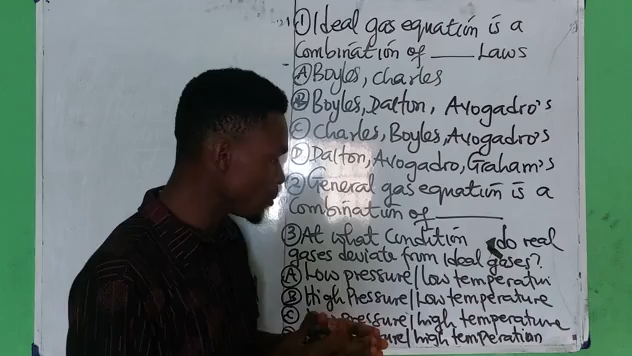 ① Ideal gas equation is a
Combination of ____ Laws
Ⓐ Boyles, Charles
Ⓑ Boyles, Dalton, Avogadro's
Ⓒ Charles, Boyles, Avogadro's
Ⓓ Dalton, Avogadro, Graham's
② General gas equation is a
Combination of ______
③ At what Condition do real
gases deviate from ideal gases?
Ⓐ Low pressure/low temperature
Ⓑ High Pressure/Low temperature
Ⓒ pressure/high temperature
/high temperature